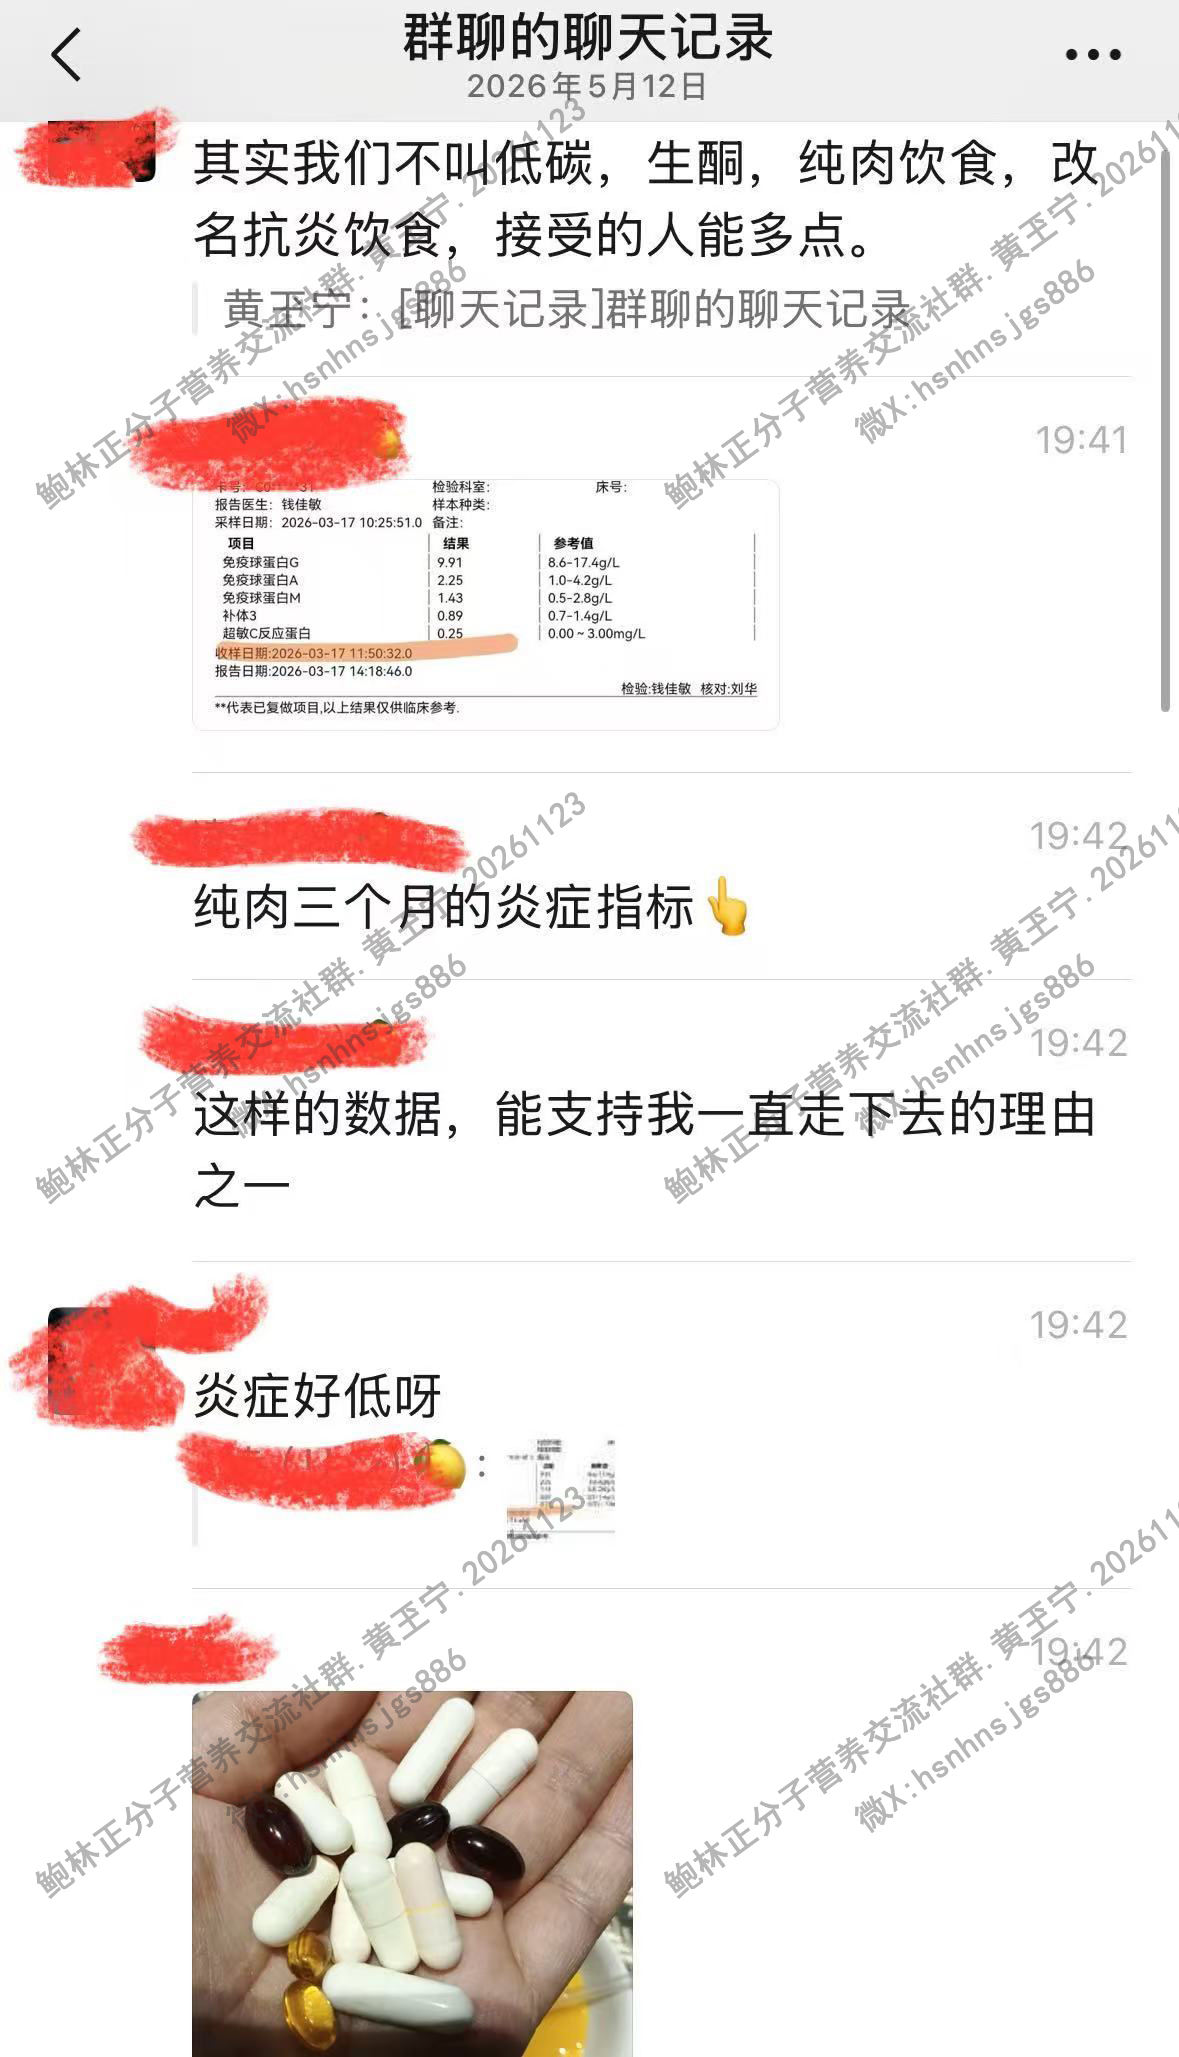 群聊的聊天记录
2026年5月12日
其实我们不叫低碳，生酮，纯肉饮食，改
名抗炎饮食，接受的人能多点。
黄玊宁：[聊天记录]群聊的聊天记录
19:41
检验科室：
床号：
报告医生：钱佳敏
样本种类：
采样日期：2026-03-17 10:25:51.0 备注：
项目 结果 参考值
免疫球蛋白G 9.91 8.6-17.4g/L
免疫球蛋白A 2.25 1.0-4.2g/L
免疫球蛋白M 1.43 0.5-2.8g/L
补体3 0.89 0.7-1.4g/L
超敏C反应蛋白 0.25 0.00~3.00mg/L
收样日期:2026-03-17 11:50:32.0
报告日期:2026-03-17 14:18:46.0
检验:钱佳敏 核对:刘华
**代表已复做项目,以上结果仅供临床参考.
19:42
纯肉三个月的炎症指标👆
19:42
这样的数据，能支持我一直走下去的理由
之一
19:42
炎症好低呀
19:42
鲍林正分子营养交流社群.黄玊宁.20261123
微X:hsnhnsjgs886